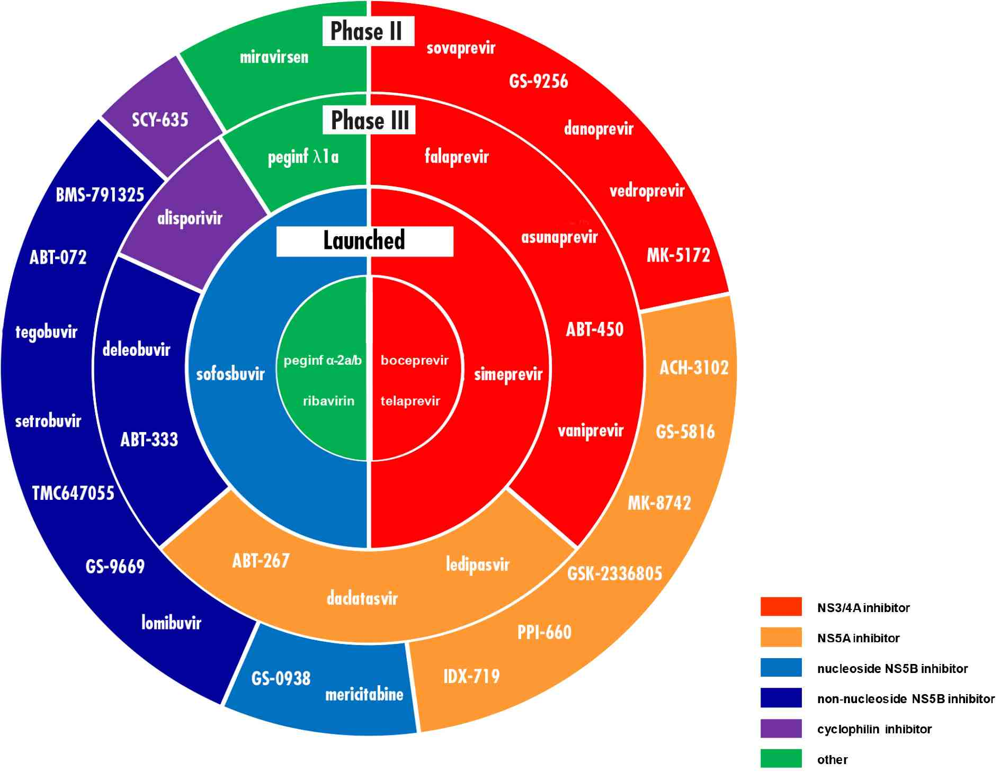 Phase II
sovaprevir
miravirsen
GS-9256
SCY-635
Phase III
danoprevir
peginf λ1a
falaprevir
BMS-791325
vedroprevir
alisporivir
asunaprevir
Launched
ABT-072
MK-5172
tegobuvir
ABT-450
deleobuvir
sofosbuvir
peginf α-2a/b
boceprevir
simeprevir
ACH-3102
ribavirin
telaprevir
setrobuvir
ABT-333
vaniprevir
GS-5816
TMC647055
MK-8742
GS-9669
ABT-267
ledipasvir
GSK-2336805
daclatasvir
lomibuvir
PPI-660
GS-0938
mericitabine
IDX-719
NS3/4A inhibitor
NS5A inhibitor
nucleoside NS5B inhibitor
non-nucleoside NS5B inhibitor
cyclophilin inhibitor
other